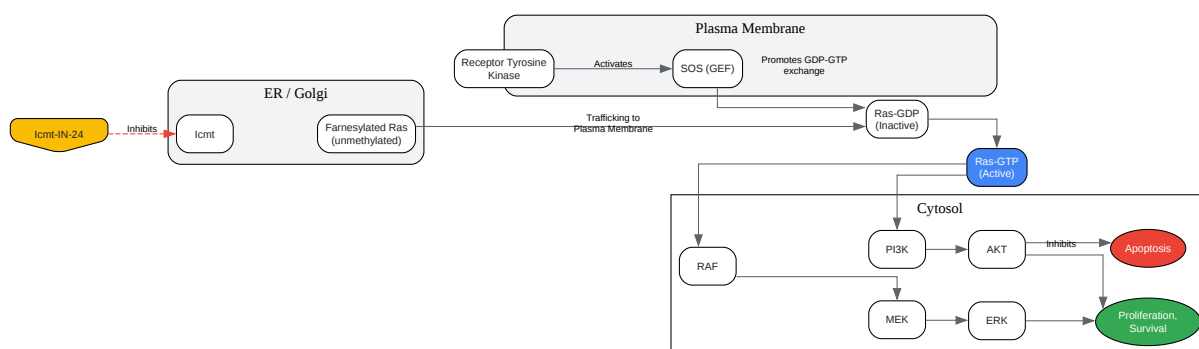 Plasma Membrane
Receptor Tyrosine
Kinase
Activates
SOS (GEF)
Promotes GDP-GTP
exchange
ER / Golgi
Icmt-IN-24
Inhibits
Icmt
Farnesylated Ras
(unmethylated)
Trafficking to
Plasma Membrane
Ras-GDP
(Inactive)
Ras-GTP
(Active)
Cytosol
PI3K
AKT
Inhibits
Apoptosis
RAF
MEK
ERK
Proliferation,
Survival